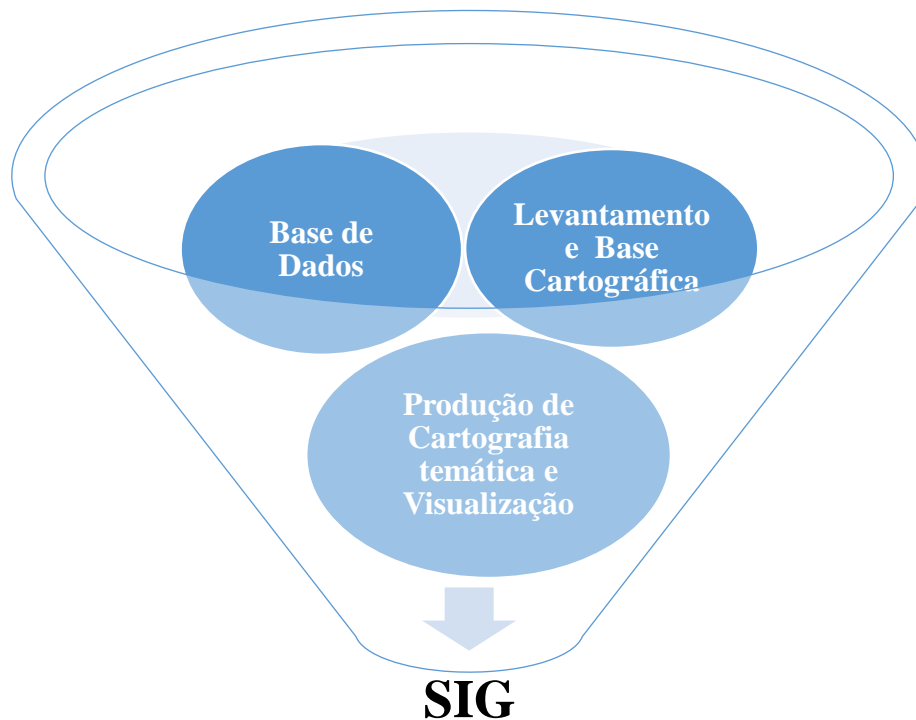 Base de
Dados
Levantamento
e Base
Cartográfica
Produção de
Cartografia
temática e
Visualização
SIG